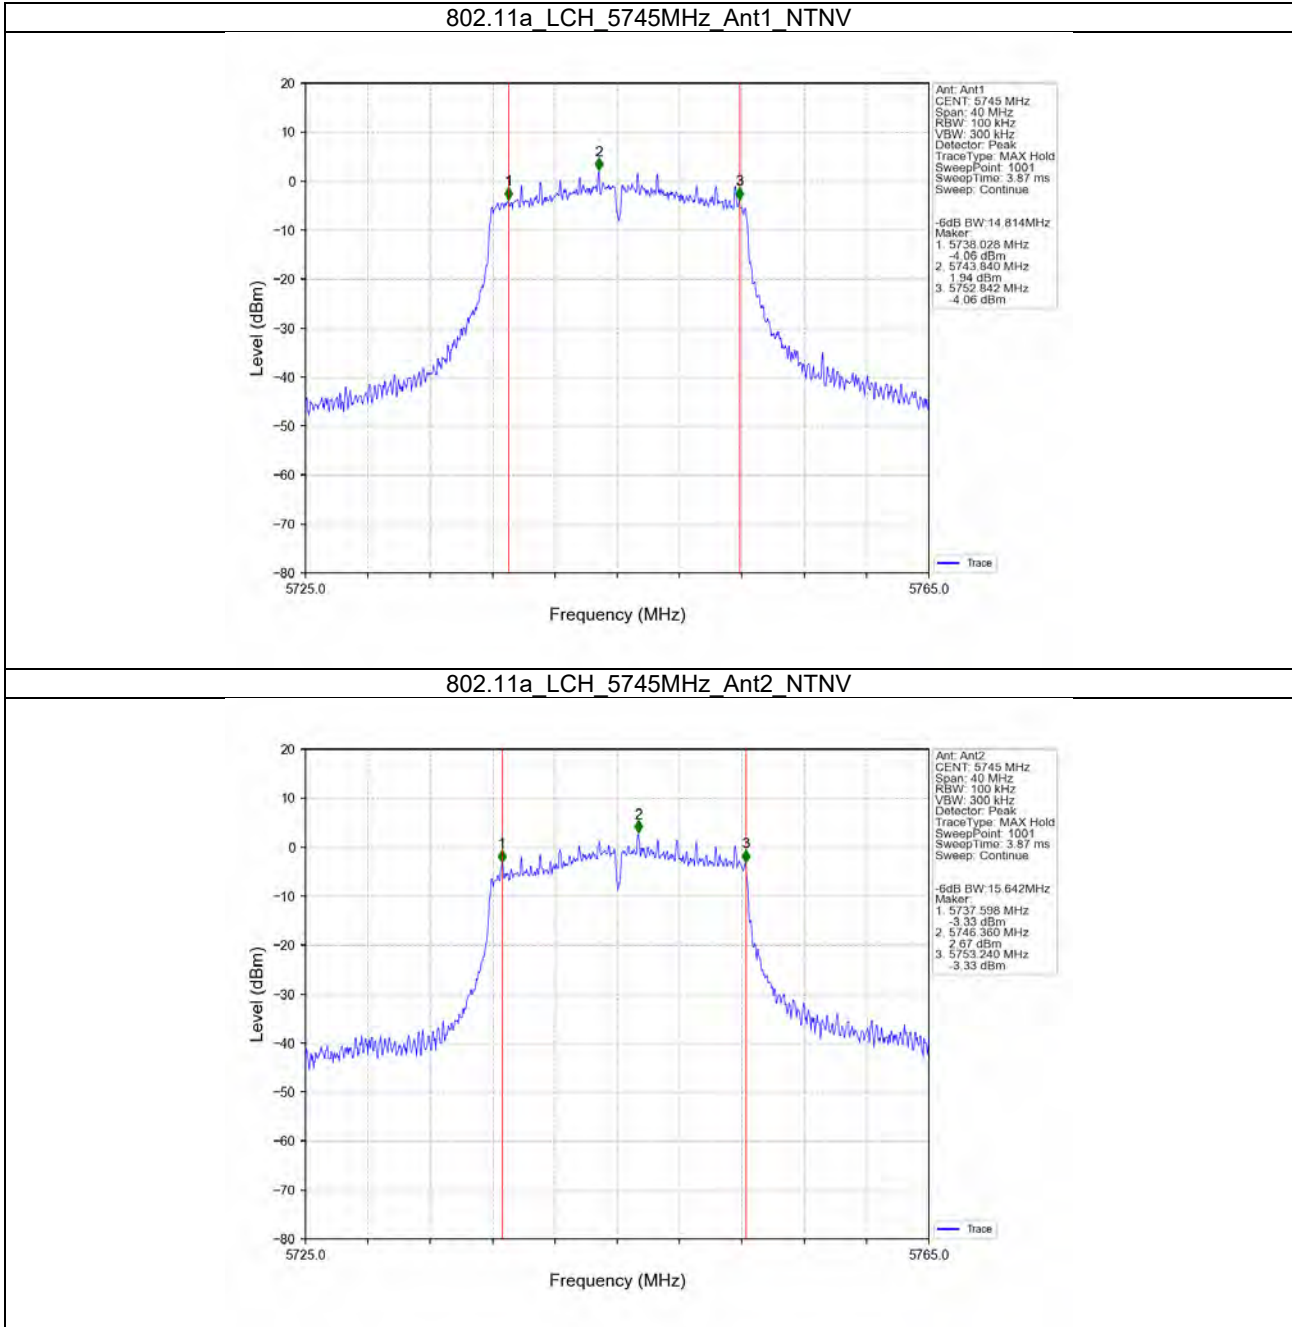 802.11a_LCH_5745MHz_Ant1_NTNV
20
10
0
−10
−20
−30
−40
−50
−60
−70
−80
Level (dBm)
1
2
3
5725.0
5765.0
Frequency (MHz)
Ant: Ant1
CENT: 5745 MHz
Span: 40 MHz
RBW: 100 kHz
VBW: 300 kHz
Detector: Peak
TraceType: MAX Hold
SweepPoint: 1001
SweepTime: 3.87 ms
Sweep: Continue
-6dB BW:14.814MHz
Maker:
1. 5738.028 MHz
-4.06 dBm
2. 5743.840 MHz
1.94 dBm
3. 5752.842 MHz
-4.06 dBm
Trace
802.11a_LCH_5745MHz_Ant2_NTNV
20
10
0
−10
−20
−30
−40
−50
−60
−70
−80
Level (dBm)
1
2
3
5725.0
5765.0
Frequency (MHz)
Ant: Ant2
CENT: 5745 MHz
Span: 40 MHz
RBW: 100 kHz
VBW: 300 kHz
Detector: Peak
TraceType: MAX Hold
SweepPoint: 1001
SweepTime: 3.87 ms
Sweep: Continue
-6dB BW:15.642MHz
Maker:
1. 5737.598 MHz
-3.33 dBm
2. 5746.360 MHz
2.67 dBm
3. 5753.240 MHz
-3.33 dBm
Trace